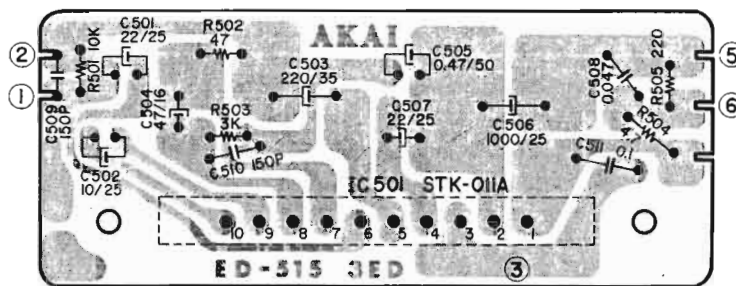 C501
22/25
R502
47
AKAI
②
10K
R501
C503
220/35
C505
0.47/50
C508
0.047
R505 220
⑤
①
C509
150P
C504
47/16
R503
3K
C507
22/25
C506
1000/25
R504
4.7
⑥
C510
150P
C511
0.1
C502
10/25
IC501 STK-011A
10 9 8 7 6 5 4 3 2 1
ED-515 3ED
③